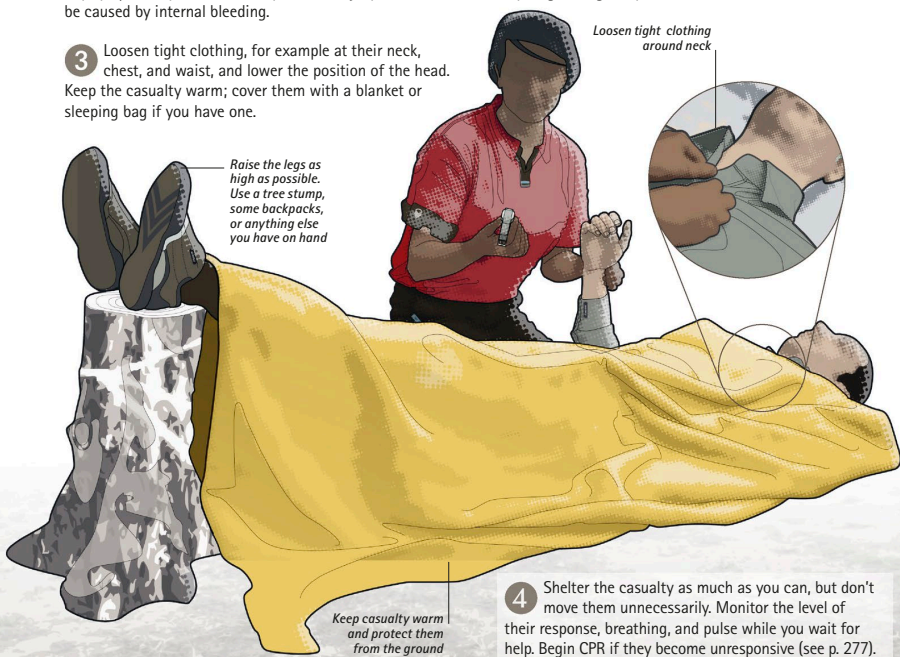 be caused by internal bleeding.
3 Loosen tight clothing, for example at their neck,
chest, and waist, and lower the position of the head.
Keep the casualty warm; cover them with a blanket or
sleeping bag if you have one.
Loosen tight clothing
around neck
Raise the legs as
high as possible.
Use a tree stump,
some backpacks,
or anything else
you have on hand
Keep casualty warm
and protect them
from the ground
4 Shelter the casualty as much as you can, but don't
move them unnecessarily. Monitor the level of
their response, breathing, and pulse while you wait for
help. Begin CPR if they become unresponsive (see p. 277).